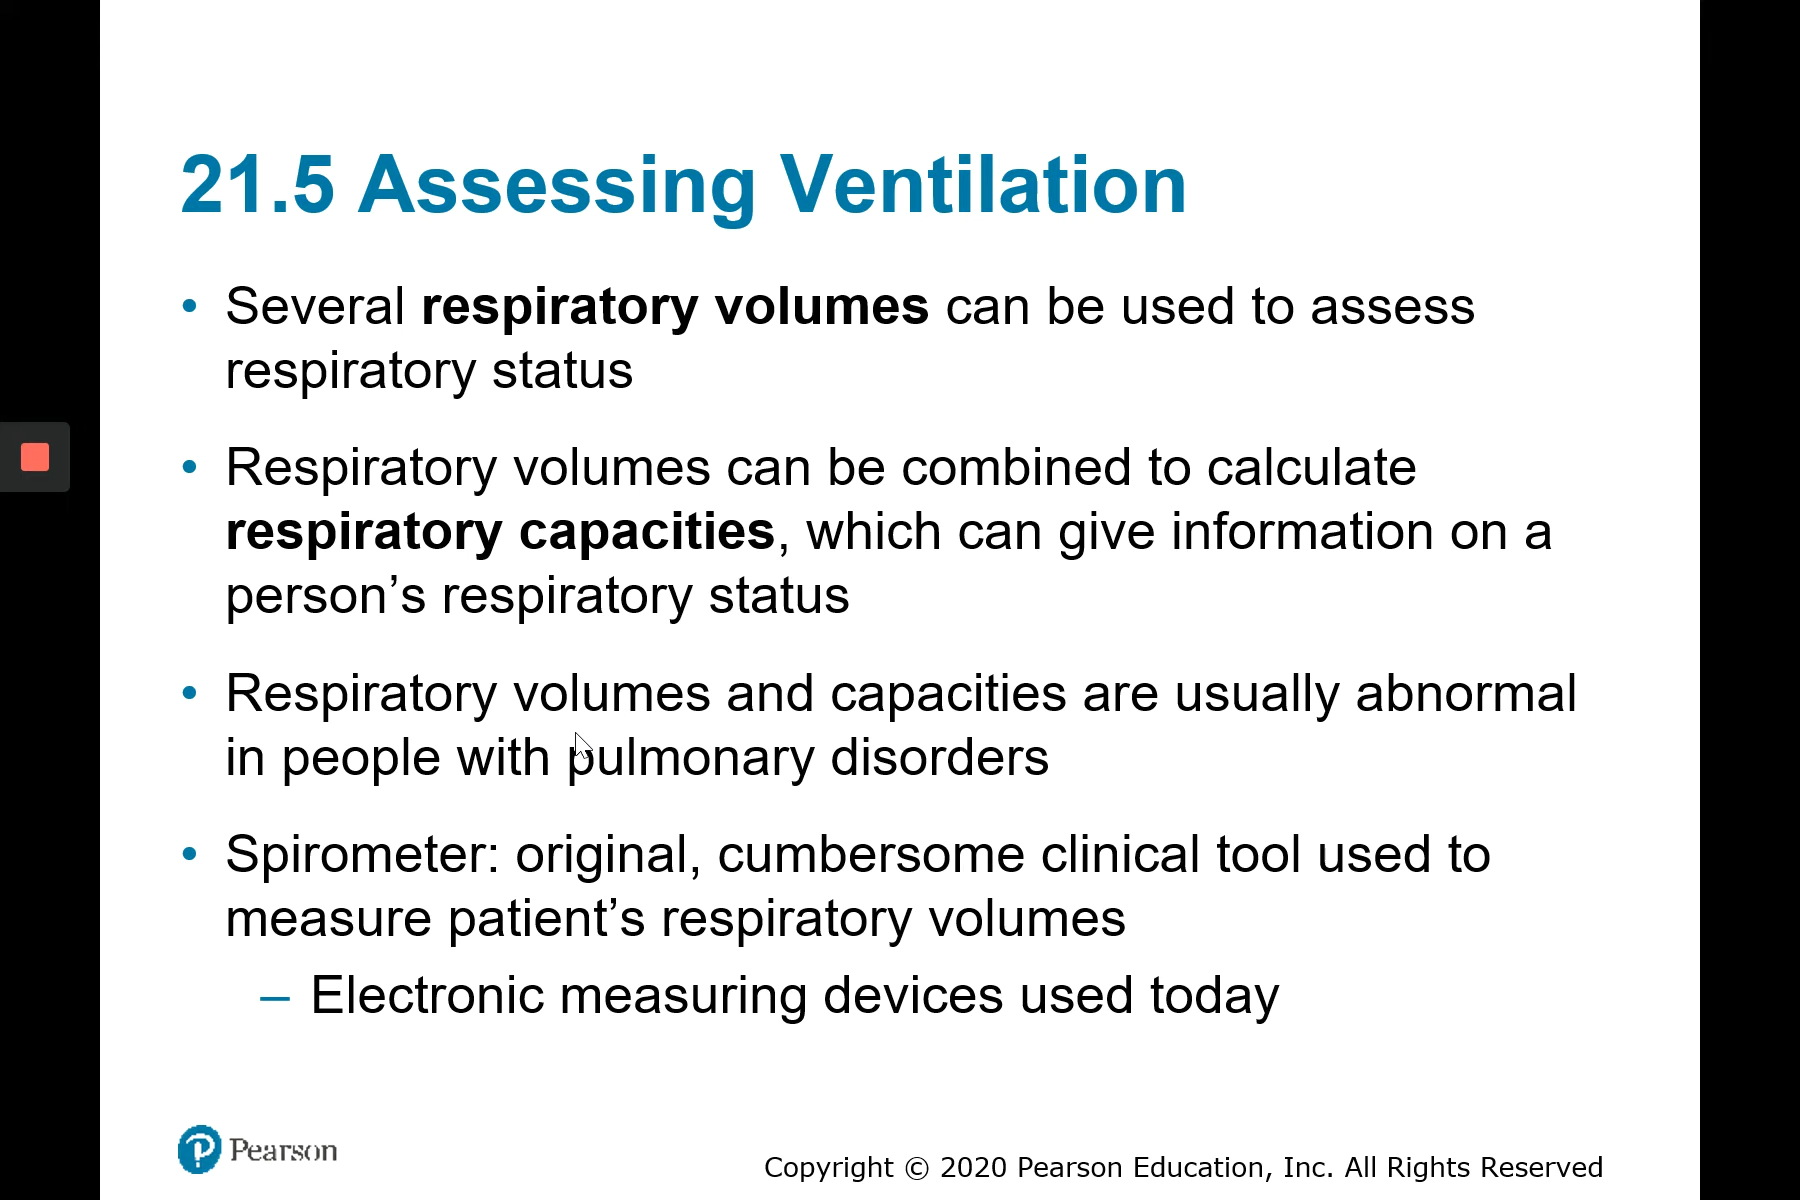 21.5 Assessing Ventilation
• Several respiratory volumes can be used to assess
respiratory status
• Respiratory volumes can be combined to calculate
respiratory capacities, which can give information on a
person’s respiratory status
• Respiratory volumes and capacities are usually abnormal
in people with pulmonary disorders
• Spirometer: original, cumbersome clinical tool used to
measure patient’s respiratory volumes
– Electronic measuring devices used today
Pearson
Copyright © 2020 Pearson Education, Inc. All Rights Reserved